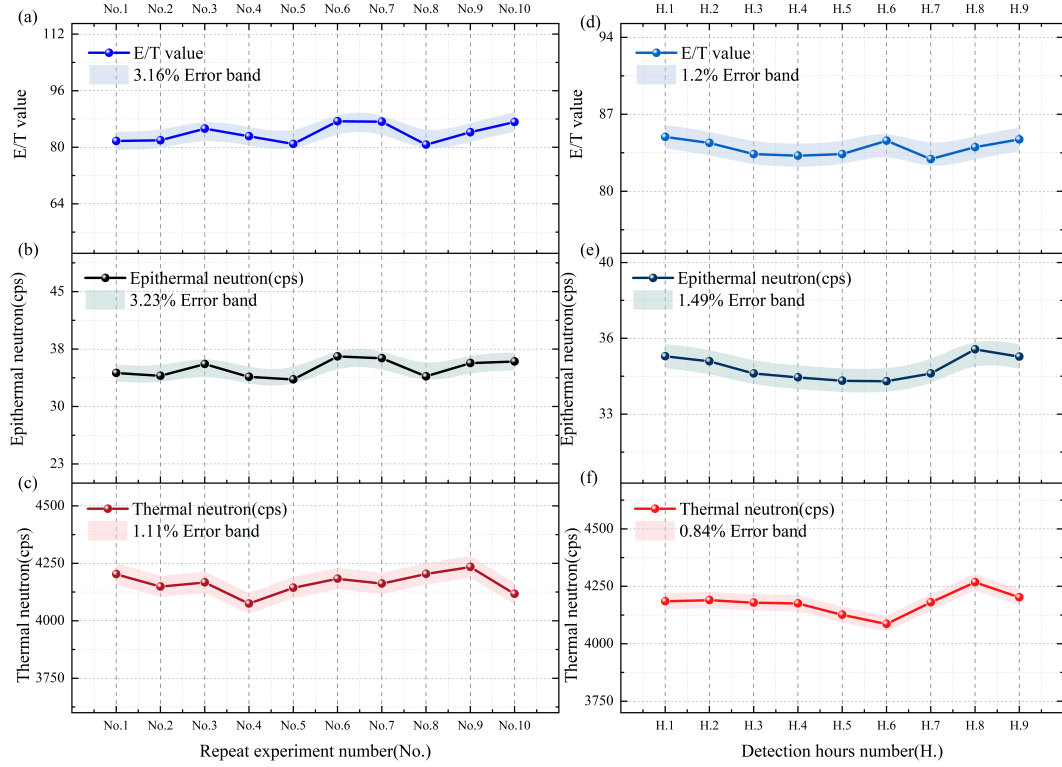 (a)
No.1 No.2 No.3 No.4 No.5 No.6 No.7 No.8 No.9 No.10
112
96
80
64
E/T value
E/T value
3.16% Error band
(b)
45
38
30
23
Epithermal neutron(cps)
Epithermal neutron(cps)
3.23% Error band
(c)
4500
4250
4000
3750
Thermal neutron(cps)
Thermal neutron(cps)
1.11% Error band
No.1 No.2 No.3 No.4 No.5 No.6 No.7 No.8 No.9 No.10
Repeat experiment number(No.)
(d)
H.1 H.2 H.3 H.4 H.5 H.6 H.7 H.8 H.9
94
87
80
E/T value
E/T value
1.2% Error band
(e)
40
36
33
Epithermal neutron(cps)
Epithermal neutron(cps)
1.49% Error band
(f)
4500
4250
4000
3750
Thermal neutron(cps)
Thermal neutron(cps)
0.84% Error band
H.1 H.2 H.3 H.4 H.5 H.6 H.7 H.8 H.9
Detection hours number(H.)